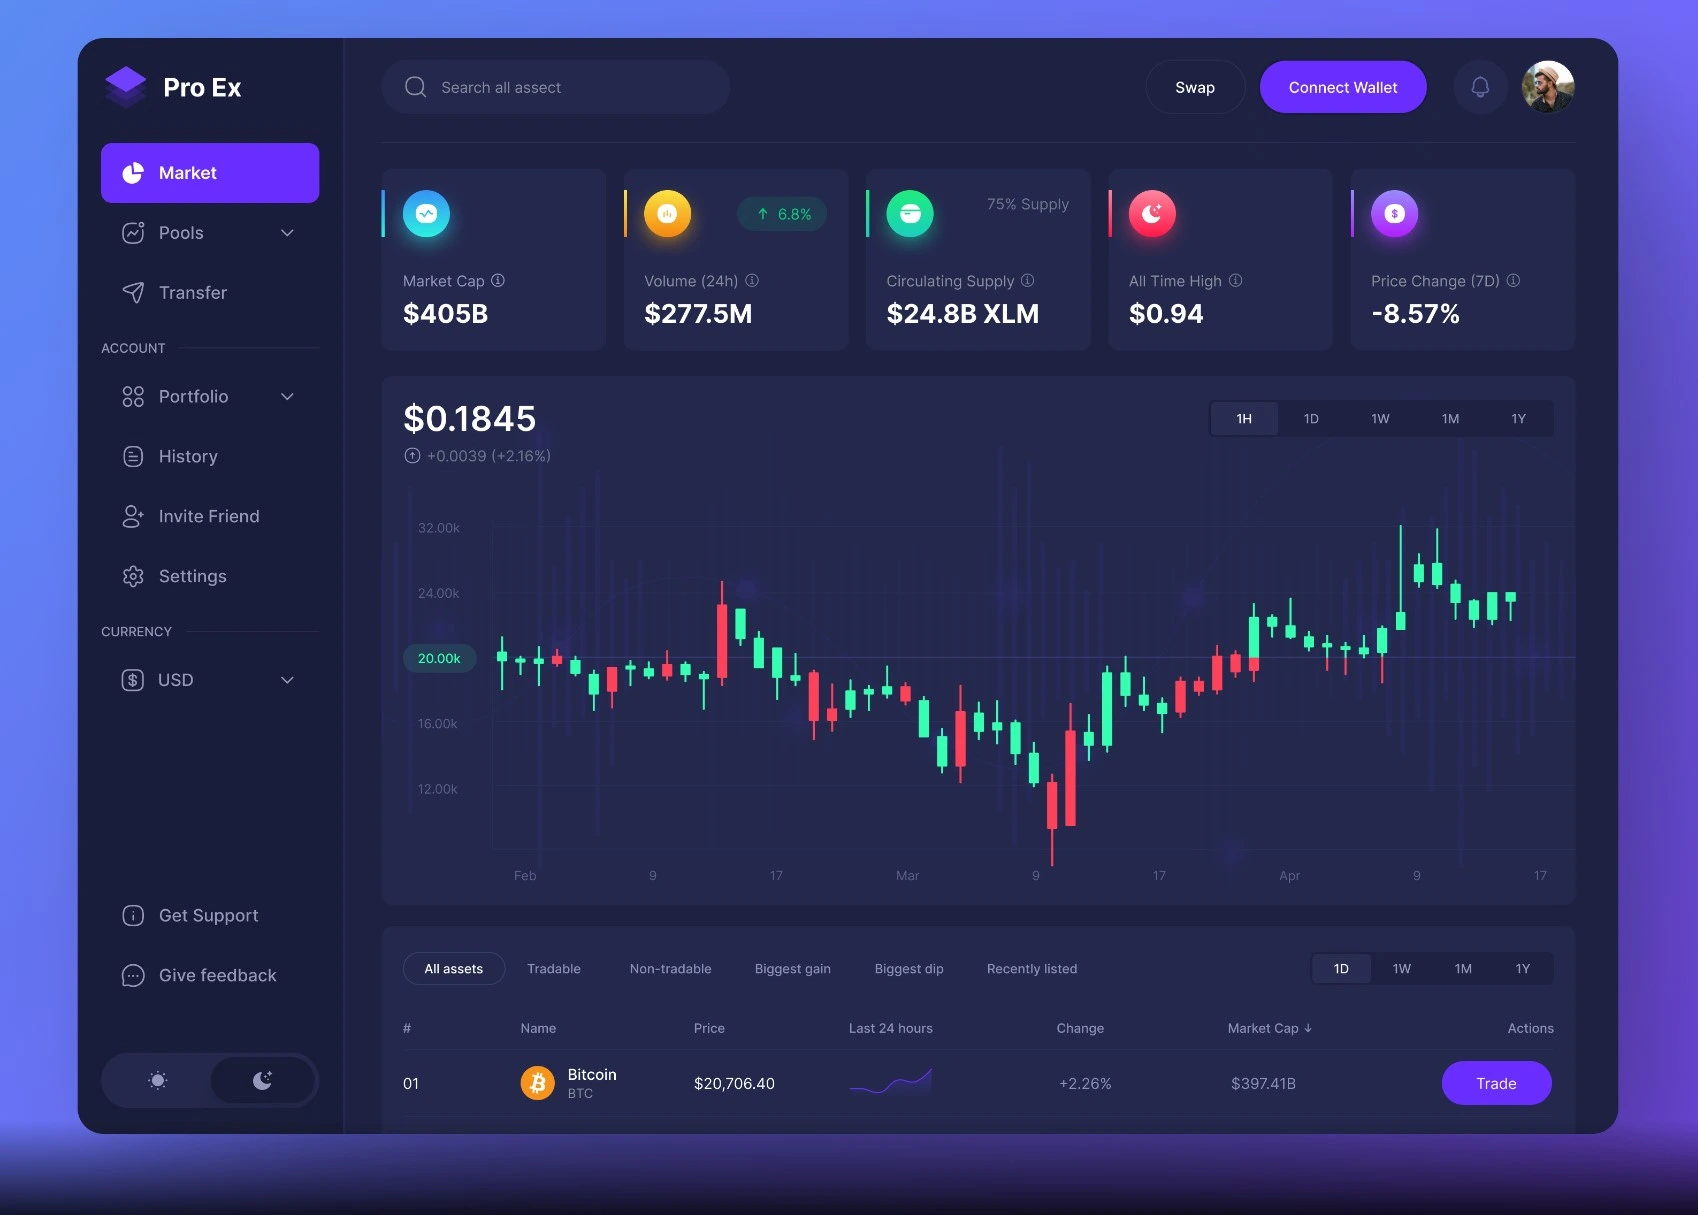 Pro Ex
Search all assect
Swap
Connect Wallet
Market
Pools
Transfer
ACCOUNT
Portfolio
History
Invite Friend
Settings
CURRENCY
$ USD
Get Support
Give feedback
Market Cap
$405B
6.8%
Volume (24h)
$277.5M
75% Supply
Circulating Supply
$24.8B XLM
All Time High
$0.94
$
Price Change (7D)
-8.57%
$0.1845
+0.0039 (+2.16%)
1H 1D 1W 1M 1Y
32.00k
24.00k
20.00k
16.00k
12.00k
Feb 9 17 Mar 9 17 Apr 9 17
All assets Tradable Non-tradable Biggest gain Biggest dip Recently listed
1D 1W 1M 1Y
# Name Price Last 24 hours Change Market Cap ↓ Actions
01 Bitcoin $20,706.40 +2.26% $397.41B Trade
BTC